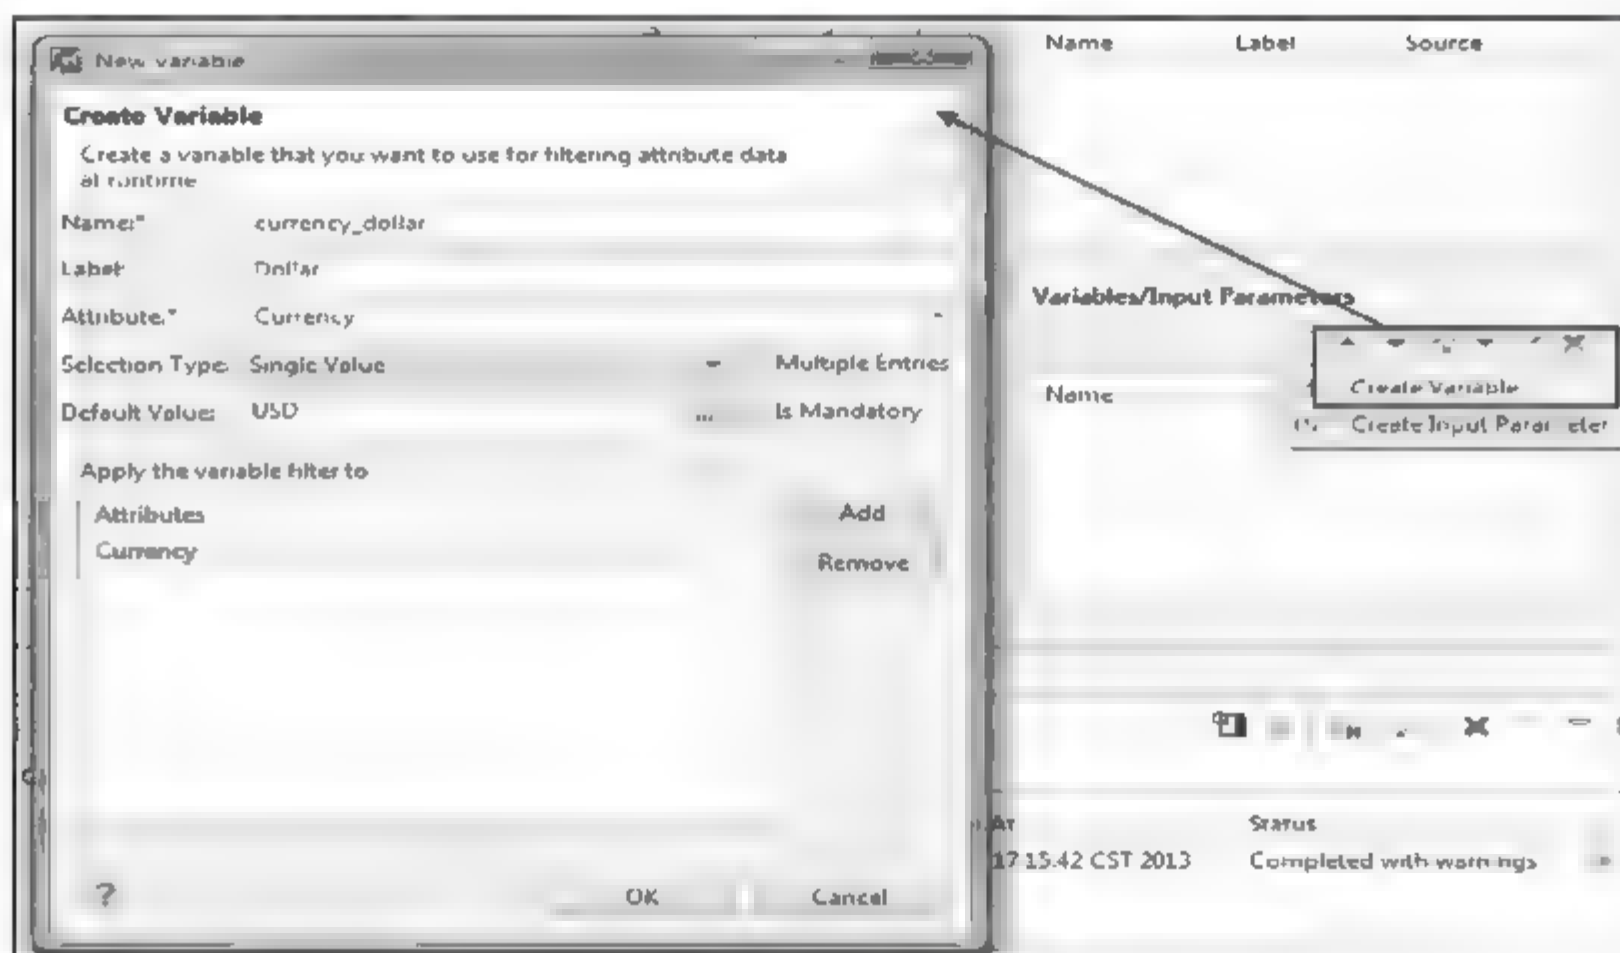 New variable
Create Variable
Create a variable that you want to use for filtering attribute data
at runtime
Name:* currency_dollar
Label: Dollar
Attribute:* Currency
Selection Type: Single Value Multiple Entries
Default Value: USD ... Is Mandatory
Apply the variable filter to
Attributes
Currency
Add
Remove
? OK Cancel
Name Label Source
Variables/Input Parameters
Name
Create Variable
Create Input Parameter
At Status
17:15:42 CST 2013 Completed with warnings